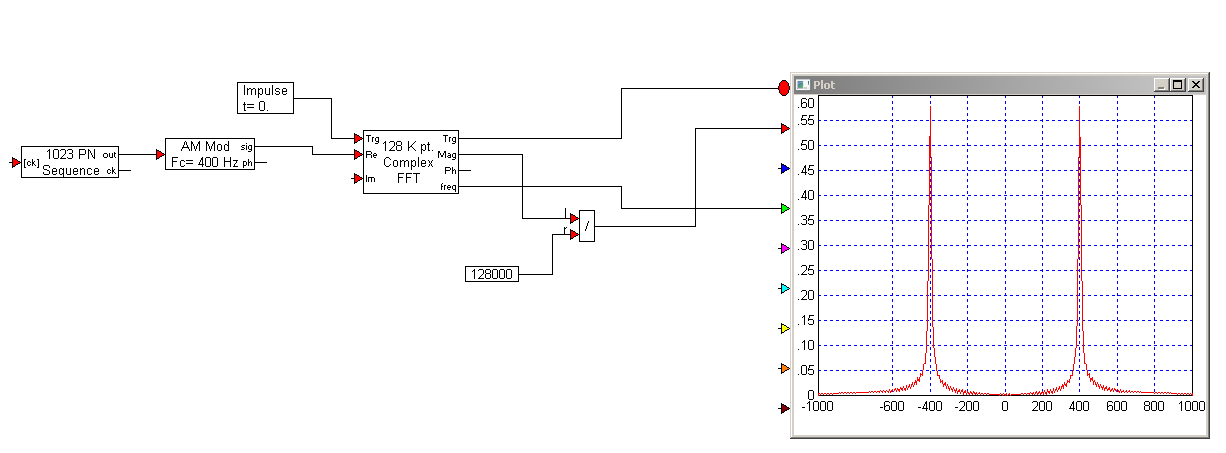 Impulse
t= 0.
1023 PN
[ck]
out
Sequence
ck
AM Mod
sig
Fc= 400 Hz
ph
Trg
Re
Im
128 K pt.
Complex
FFT
Trg
Mag
Ph
freq
l
r
/
128000
Plot
.60
.55
.50
.45
.40
.35
.30
.25
.20
.15
.10
.05
0
-1000 -600 -400 -200 0 200 400 600 800 1000